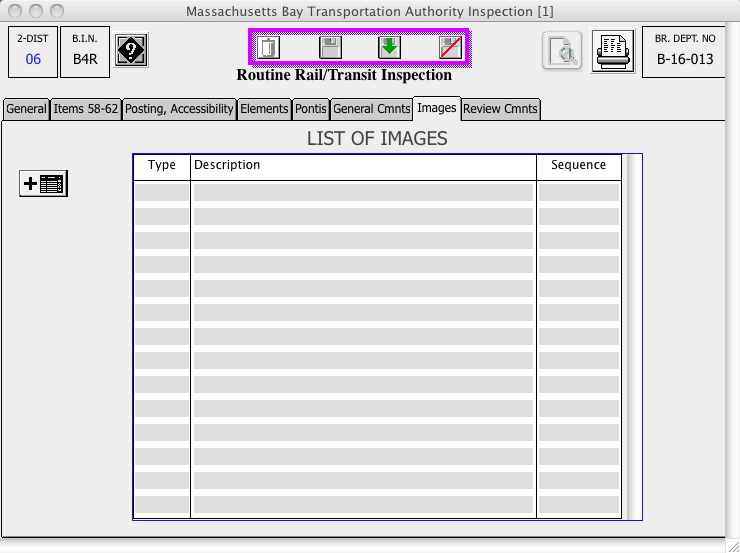 Massachusetts Bay Transportation Authority Inspection [1]
2-DIST
06
B.I.N.
B4R
?
BR. DEPT. NO
B-16-013
Routine Rail/Transit Inspection
General Items 58-62 Posting, Accessibility Elements Pontis General Cmnts Images Review Cmnts
LIST OF IMAGES
Type Description Sequence